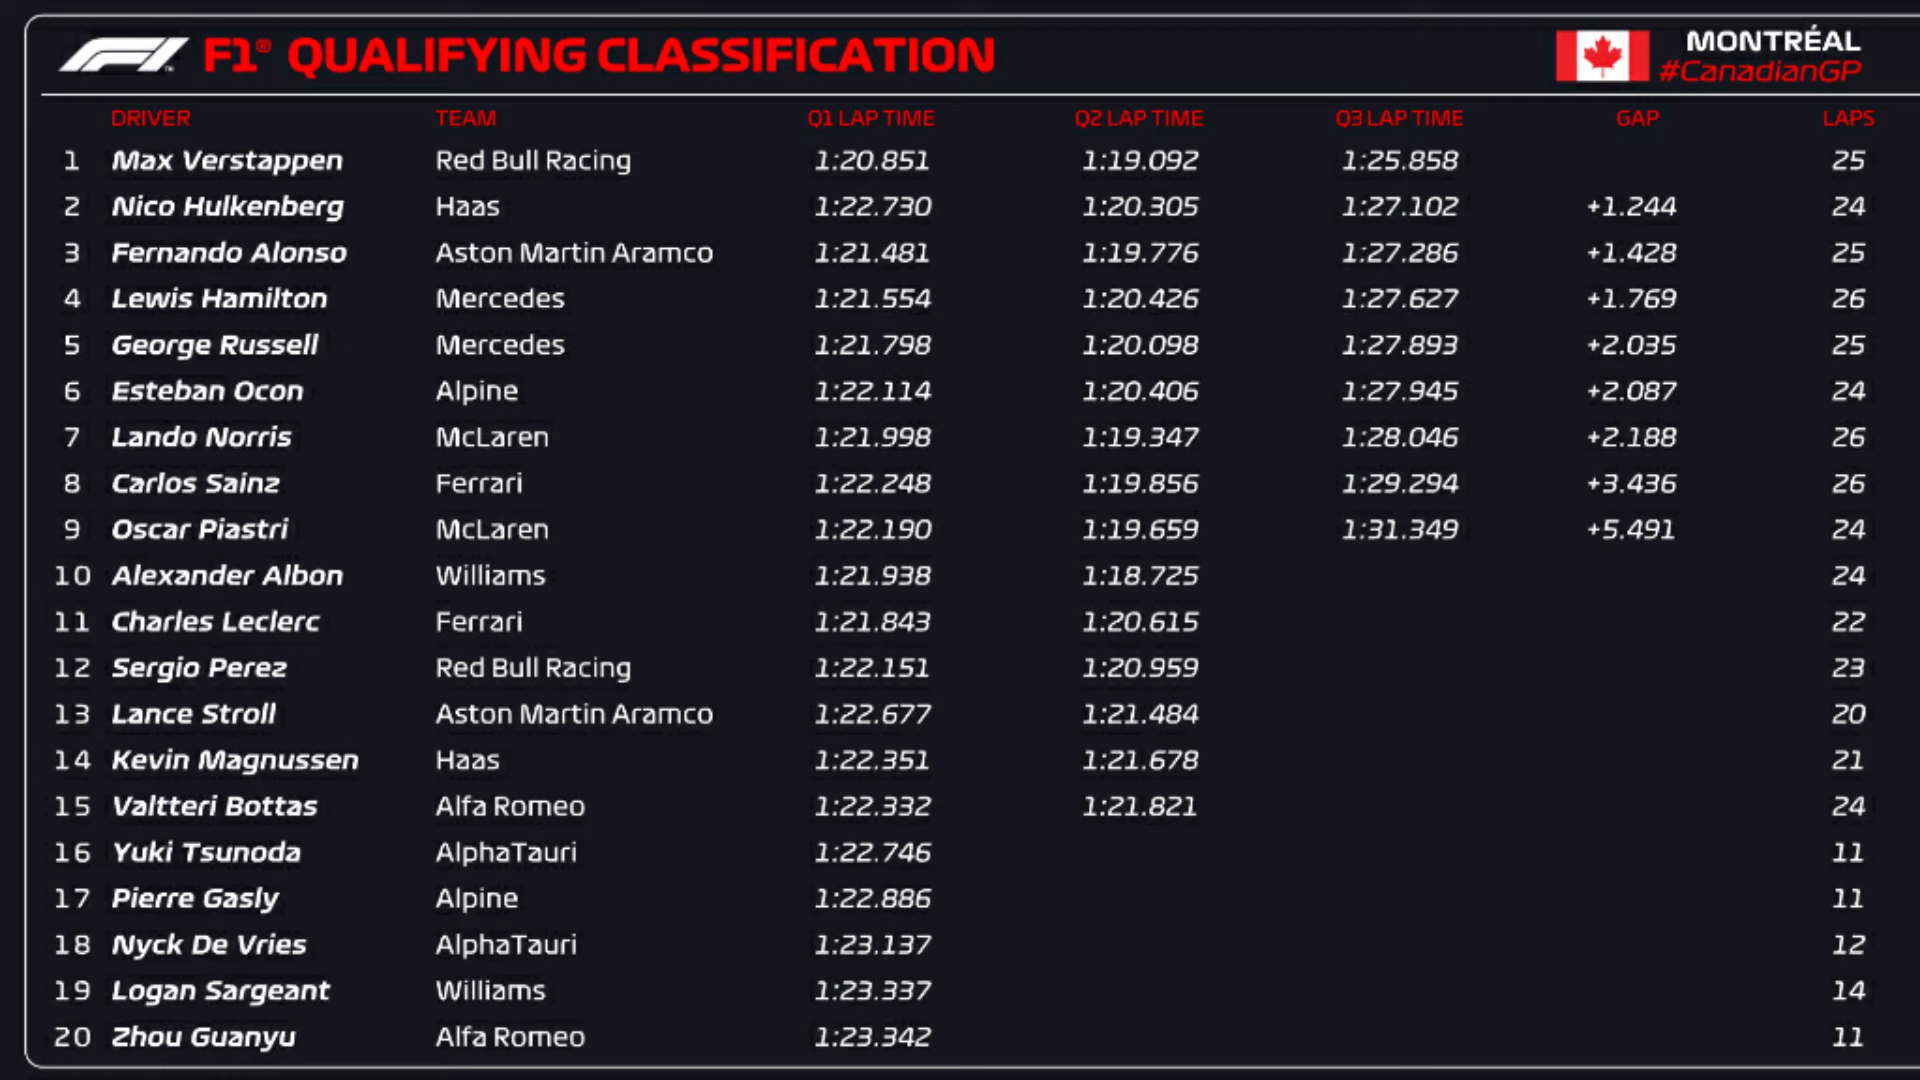 F1® QUALIFYING CLASSIFICATION
MONTRÉAL
#CanadianGP
DRIVER TEAM Q1 LAP TIME Q2 LAP TIME Q3 LAP TIME GAP LAPS
1 Max Verstappen Red Bull Racing 1:20.851 1:19.092 1:25.858 25
2 Nico Hulkenberg Haas 1:22.730 1:20.305 1:27.102 +1.244 24
3 Fernando Alonso Aston Martin Aramco 1:21.481 1:19.776 1:27.286 +1.428 25
4 Lewis Hamilton Mercedes 1:21.554 1:20.426 1:27.627 +1.769 26
5 George Russell Mercedes 1:21.798 1:20.098 1:27.893 +2.035 25
6 Esteban Ocon Alpine 1:22.114 1:20.406 1:27.945 +2.087 24
7 Lando Norris McLaren 1:21.998 1:19.347 1:28.046 +2.188 26
8 Carlos Sainz Ferrari 1:22.248 1:19.856 1:29.294 +3.436 26
9 Oscar Piastri McLaren 1:22.190 1:19.659 1:31.349 +5.491 24
10 Alexander Albon Williams 1:21.938 1:18.725 24
11 Charles Leclerc Ferrari 1:21.843 1:20.615 22
12 Sergio Perez Red Bull Racing 1:22.151 1:20.959 23
13 Lance Stroll Aston Martin Aramco 1:22.677 1:21.484 20
14 Kevin Magnussen Haas 1:22.351 1:21.678 21
15 Valtteri Bottas Alfa Romeo 1:22.332 1:21.821 24
16 Yuki Tsunoda AlphaTauri 1:22.746 11
17 Pierre Gasly Alpine 1:22.886 11
18 Nyck De Vries AlphaTauri 1:23.137 12
19 Logan Sargeant Williams 1:23.337 14
20 Zhou Guanyu Alfa Romeo 1:23.342 11